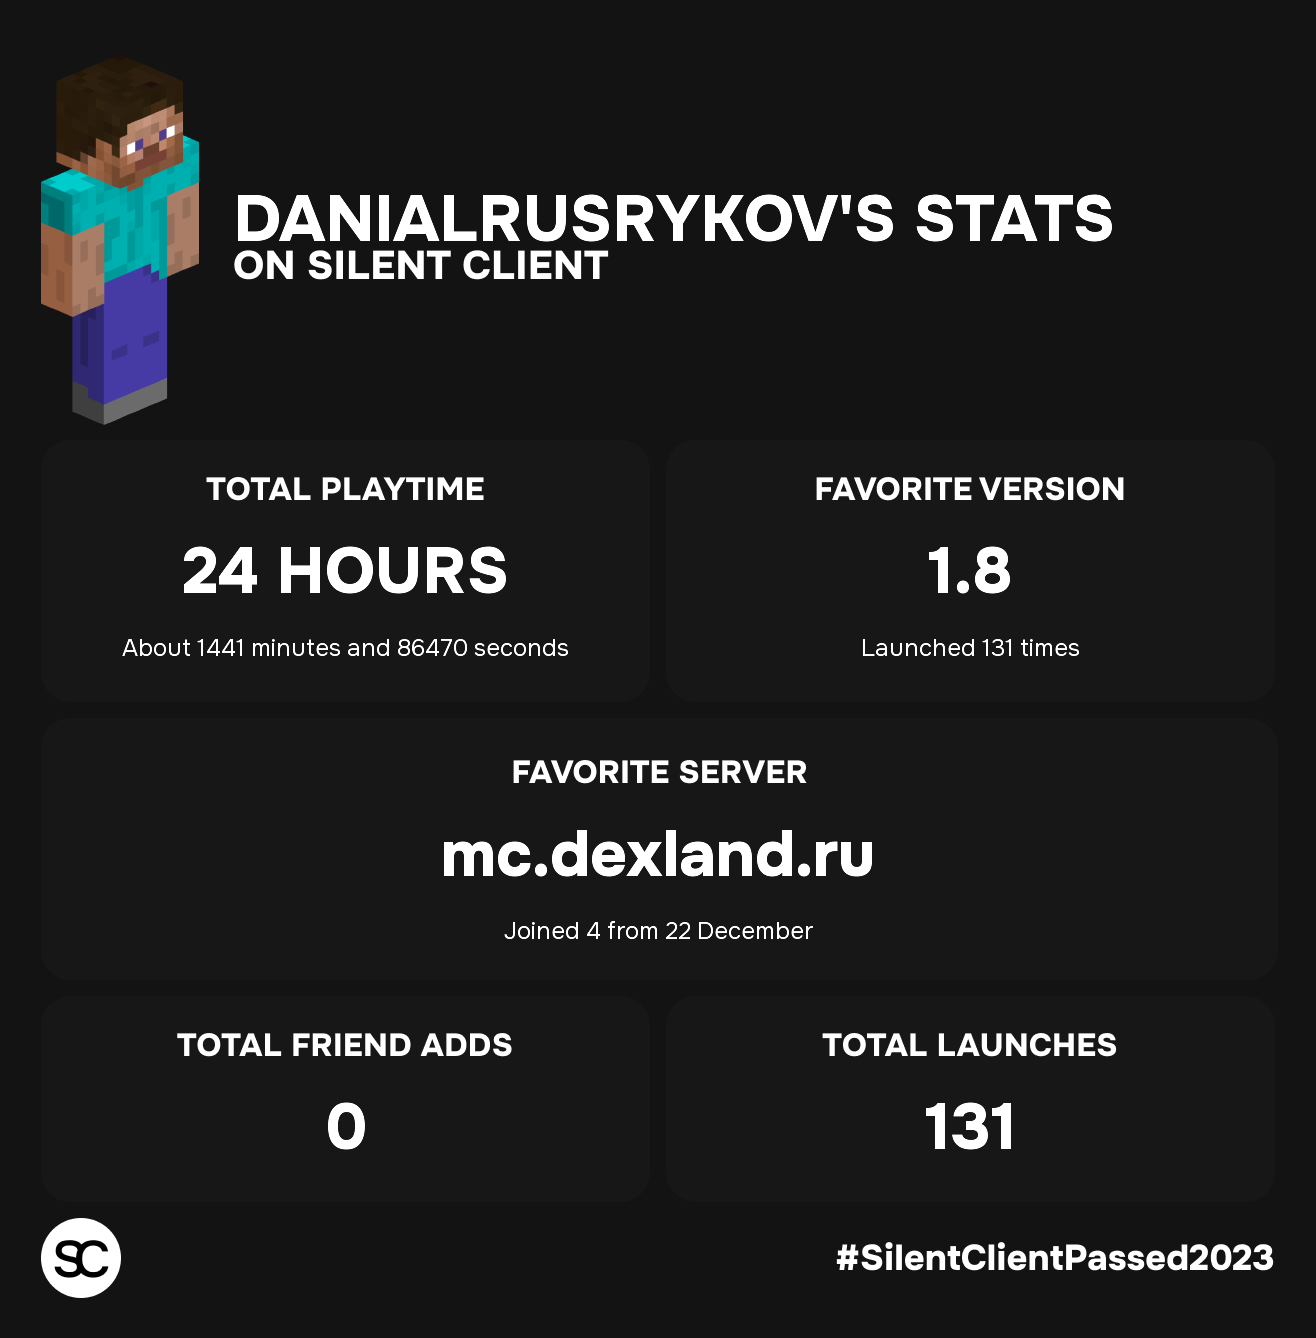 DANIALRUSRYKOV'S STATS
ON SILENT CLIENT
TOTAL PLAYTIME
24 HOURS
About 1441 minutes and 86470 seconds
FAVORITE VERSION
1.8
Launched 131 times
FAVORITE SERVER
mc.dexland.ru
Joined 4 from 22 December
TOTAL FRIEND ADDS
0
TOTAL LAUNCHES
131
SC
#SilentClientPassed2023